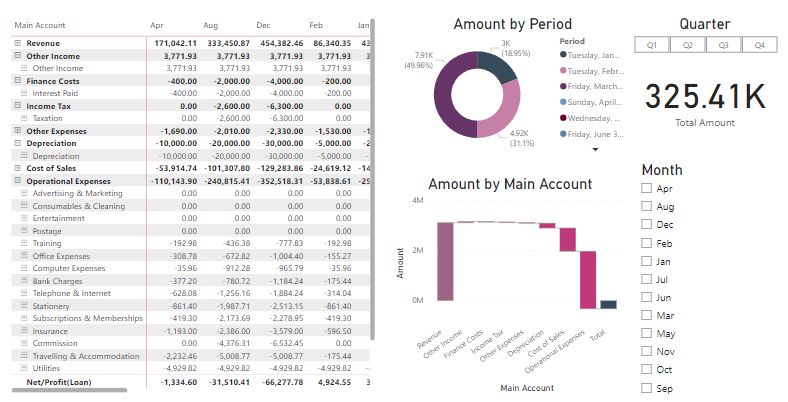 Main Account Apr Aug Dec Feb Jan
Revenue 171,042.11 333,450.87 454,382.46 86,340.35 43
Other Income 3,771.93 3,771.93 3,771.93 3,771.93 3
Other Income 3,771.93 3,771.93 3,771.93 3,771.93 3
Finance Costs -400.00 -2,000.00 -4,000.00 -200.00
Interest Paid -400.00 -2,000.00 -4,000.00 -200.00
Income Tax 0.00 -2,600.00 -6,300.00 0.00
Taxation 0.00 -2,600.00 -6,300.00 0.00
Other Expenses -1,690.00 -2,010.00 -2,330.00 -1,530.00 -1
Depreciation -10,000.00 -20,000.00 -30,000.00 -5,000.00 -2
Depreciation -10,000.00 -20,000.00 -30,000.00 -5,000.00 -2
Cost of Sales -53,914.74 -101,307.80 -129,283.86 -24,619.12 -14
Operational Expenses -110,143.90 -240,815.41 -352,518.31 -53,838.61 -25
Advertising & Marketing 0.00 0.00 0.00 0.00
Consumables & Cleaning 0.00 0.00 0.00 0.00
Entertainment 0.00 0.00 0.00 0.00
Postage 0.00 0.00 0.00 0.00
Training -192.98 -436.38 -777.83 -192.98
Office Expenses -308.78 -672.82 -1,004.40 -155.27
Computer Expenses -35.96 -912.28 -965.79 -35.96
Bank Charges -377.20 -780.72 -1,184.24 -175.44
Telephone & Internet -628.08 -1,256.16 -1,884.24 -314.04
Stationery -861.40 -1,987.71 -2,513.15 -861.40
Subscriptions & Memberships -419.30 -2,173.69 -2,278.95 -419.30
Insurance -1,193.00 -2,386.00 -3,579.00 -596.50
Commission 0.00 -4,376.31 -6,532.45 0.00
Travelling & Accommodation -2,232.46 -5,008.77 -5,008.77 -175.44
Utilities -4,929.82 -4,929.82 -4,929.82 -4,929.82 -4
Net/Profit(Loan) -1,334.60 -31,510.41 -66,277.78 4,924.55 3
Amount by Period
3K
(18.95%)
7.91K
(49.96%)
4.92K
(31.1%)
Period
Tuesday, Jan...
Tuesday, Febr...
Friday, March...
Sunday, April...
Wednesday, ...
Friday, June 3...
Quarter
Q1 Q2 Q3 Q4
325.41K
Total Amount
Amount by Main Account
4M
2M
0M
Amount
Revenue
Other Income
Finance Costs
Income Tax
Other Expenses
Depreciation
Cost of Sales
Operational Expenses
Total
Main Account
Month
Apr
Aug
Dec
Feb
Jan
Jul
Jun
Mar
May
Nov
Oct
Sep